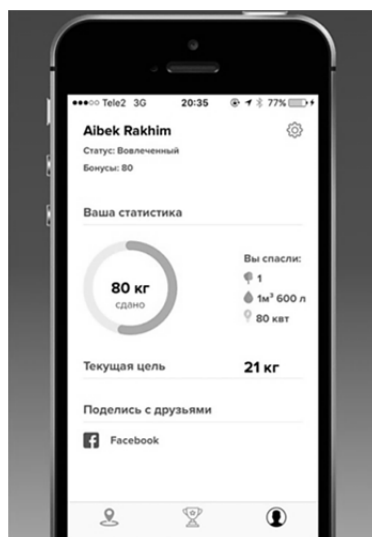 Tele2 3G 20:35 77%
Aibek Rakhim
Статус: Вовлеченный
Бонусы: 80
Ваша статистика
80 кг
сдано
Вы спасли:
1
1м³ 600 л
80 квт
Текущая цель 21 кг
Поделись с друзьями
Facebook